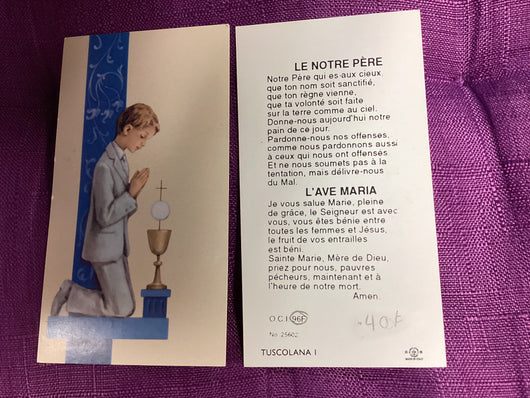 LE NOTRE PÈRE
Notre Père qui es aux cieux
que ton nom soit sanctifié,
que ton règne vienne,
que ta volonté soit faite
sur la terre comme au ciel.
Donne-nous aujourd'hui notre
pain de ce jour.
Pardonne-nous nos offenses,
comme nous pardonnons aussi
à ceux qui nous ont offensés.
Et ne nous soumets pas à la
tentation, mais délivre-nous
du Mal.
L'AVE MARIA
Je vous salue Marie, pleine
de grâce, le Seigneur est avec
vous, vous êtes bénie entre
toutes les femmes et Jésus,
le fruit de vos entrailles
est béni.
Sainte Marie, Mère de Dieu,
priez pour nous, pauvres
pécheurs, maintenant et à
l'heure de notre mort.
Amen.
O.C.I. 96F
.40¢
No 25602
TUSCOLANA I